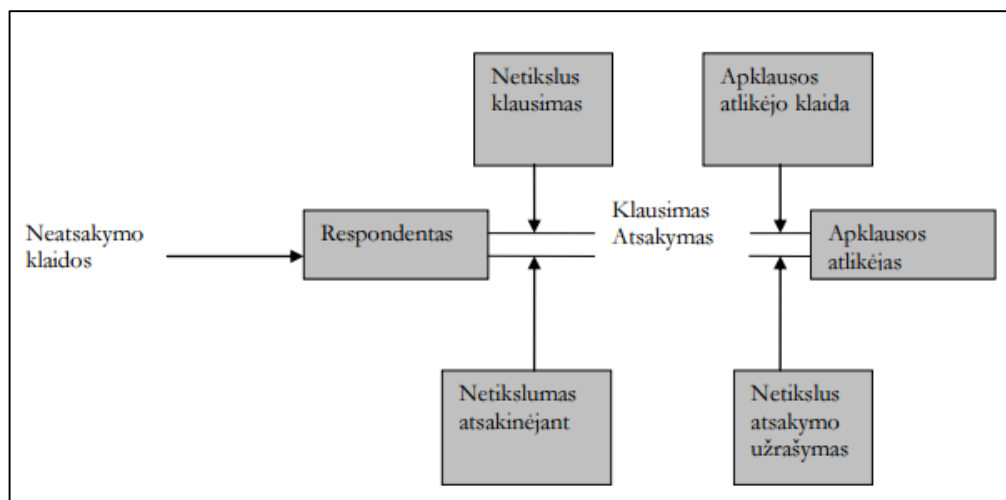 Netikslus
klausimas
Apklausos
atlikėjo klaida
Neatsakymo
klaidos
Respondentas
Klausimas
Atsakymas
Apklausos
atlikėjas
Netikslumas
atsakinėjant
Netikslus
atsakymo
užrašymas